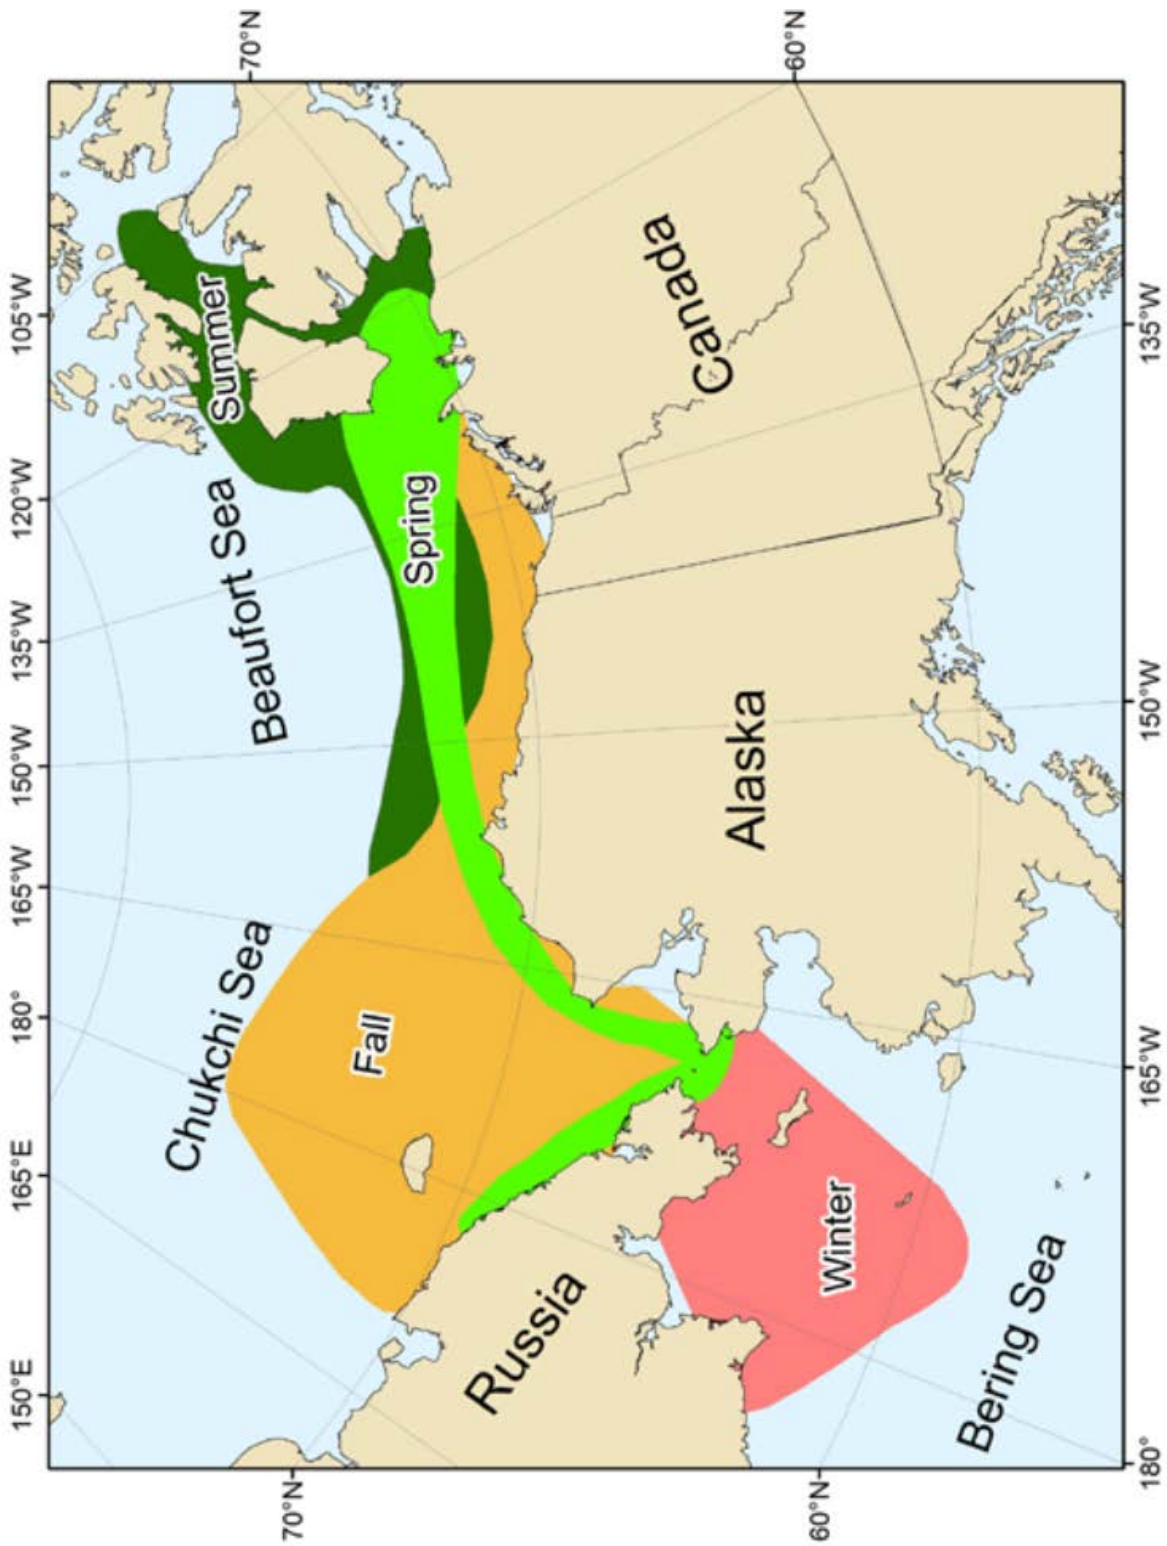 150°E
165°E
180°
165°W
150°W
135°W
120°W
105°W
70°N
70°N
Chukchi Sea
Beaufort Sea
Summer
Fall
Spring
Russia
Canada
Alaska
Winter
60°N
60°N
Bering Sea
180°
165°W
150°W
135°W